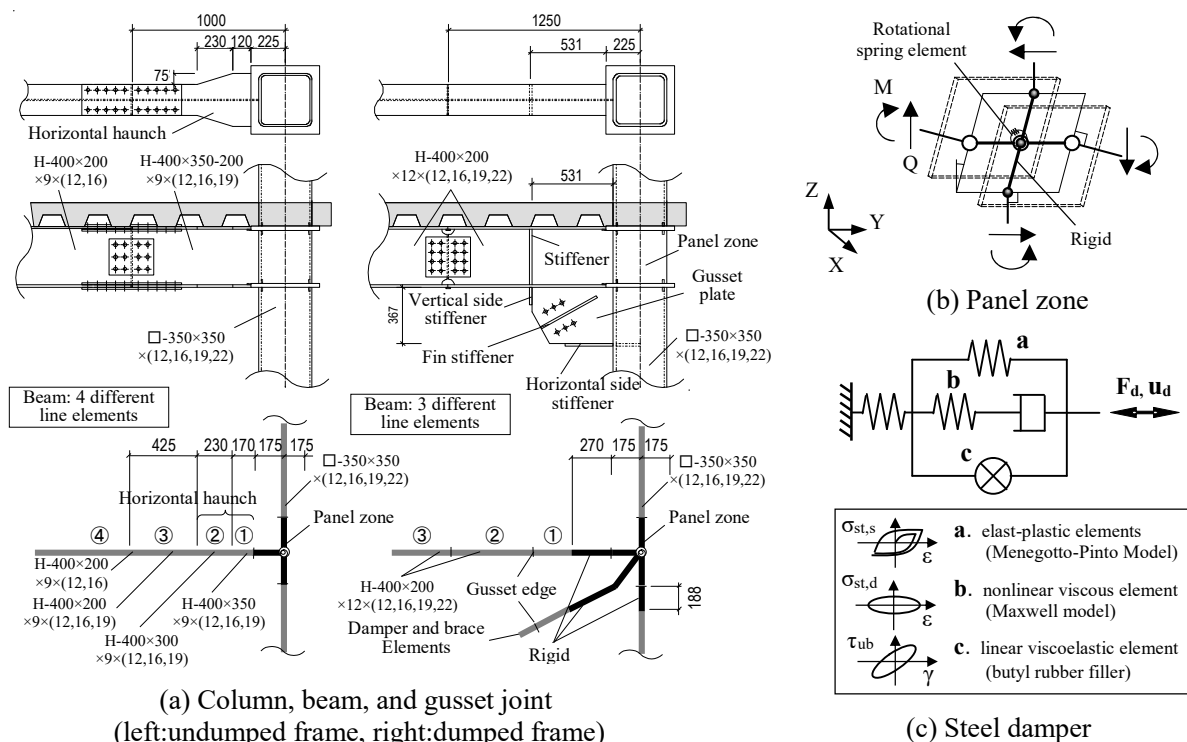 1000
230 120 225
75
Horizontal haunch
H-400×200
×9×(12,16)
H-400×350-200
×9×(12,16,19)
□-350×350
×(12,16,19,22)
Beam: 4 different
line elements
425 230 170 175 175
□-350×350
×(12,16,19,22)
Horizontal haunch
Panel zone
④ ③ ② ①
H-400×200
×9×(12,16)
H-400×200
×9×(12,16,19)
H-400×350
×9×(12,16,19)
H-400×300
×9×(12,16,19)
1250
531 225
H-400×200
×12×(12,16,19,22)
531
Panel zone
Stiffener
Gusset
plate
Vertical side
stiffener
367
Fin stiffener
□-350×350
×(12,16,19,22)
Horizontal side
stiffener
Beam: 3 different
line elements
270 175 175
□-350×350
×(12,16,19,22)
Panel zone
③ ② ①
H-400×200
×12×(12,16,19,22)
Gusset edge
188
Damper and brace
Elements
Rigid
(a) Column, beam, and gusset joint
(left:undumped frame, right:dumped frame)
Rotational
spring element
M
Q
Z
Y
X
Rigid
(b) Panel zone
a
b
c
F_d, u_d
σ_st,s
ε
a. elast-plastic elements
(Menegotto-Pinto Model)
σ_st,d
ε
b. nonlinear viscous element
(Maxwell model)
τ_ub
γ
c. linear viscoelastic element
(butyl rubber filler)
(c) Steel damper